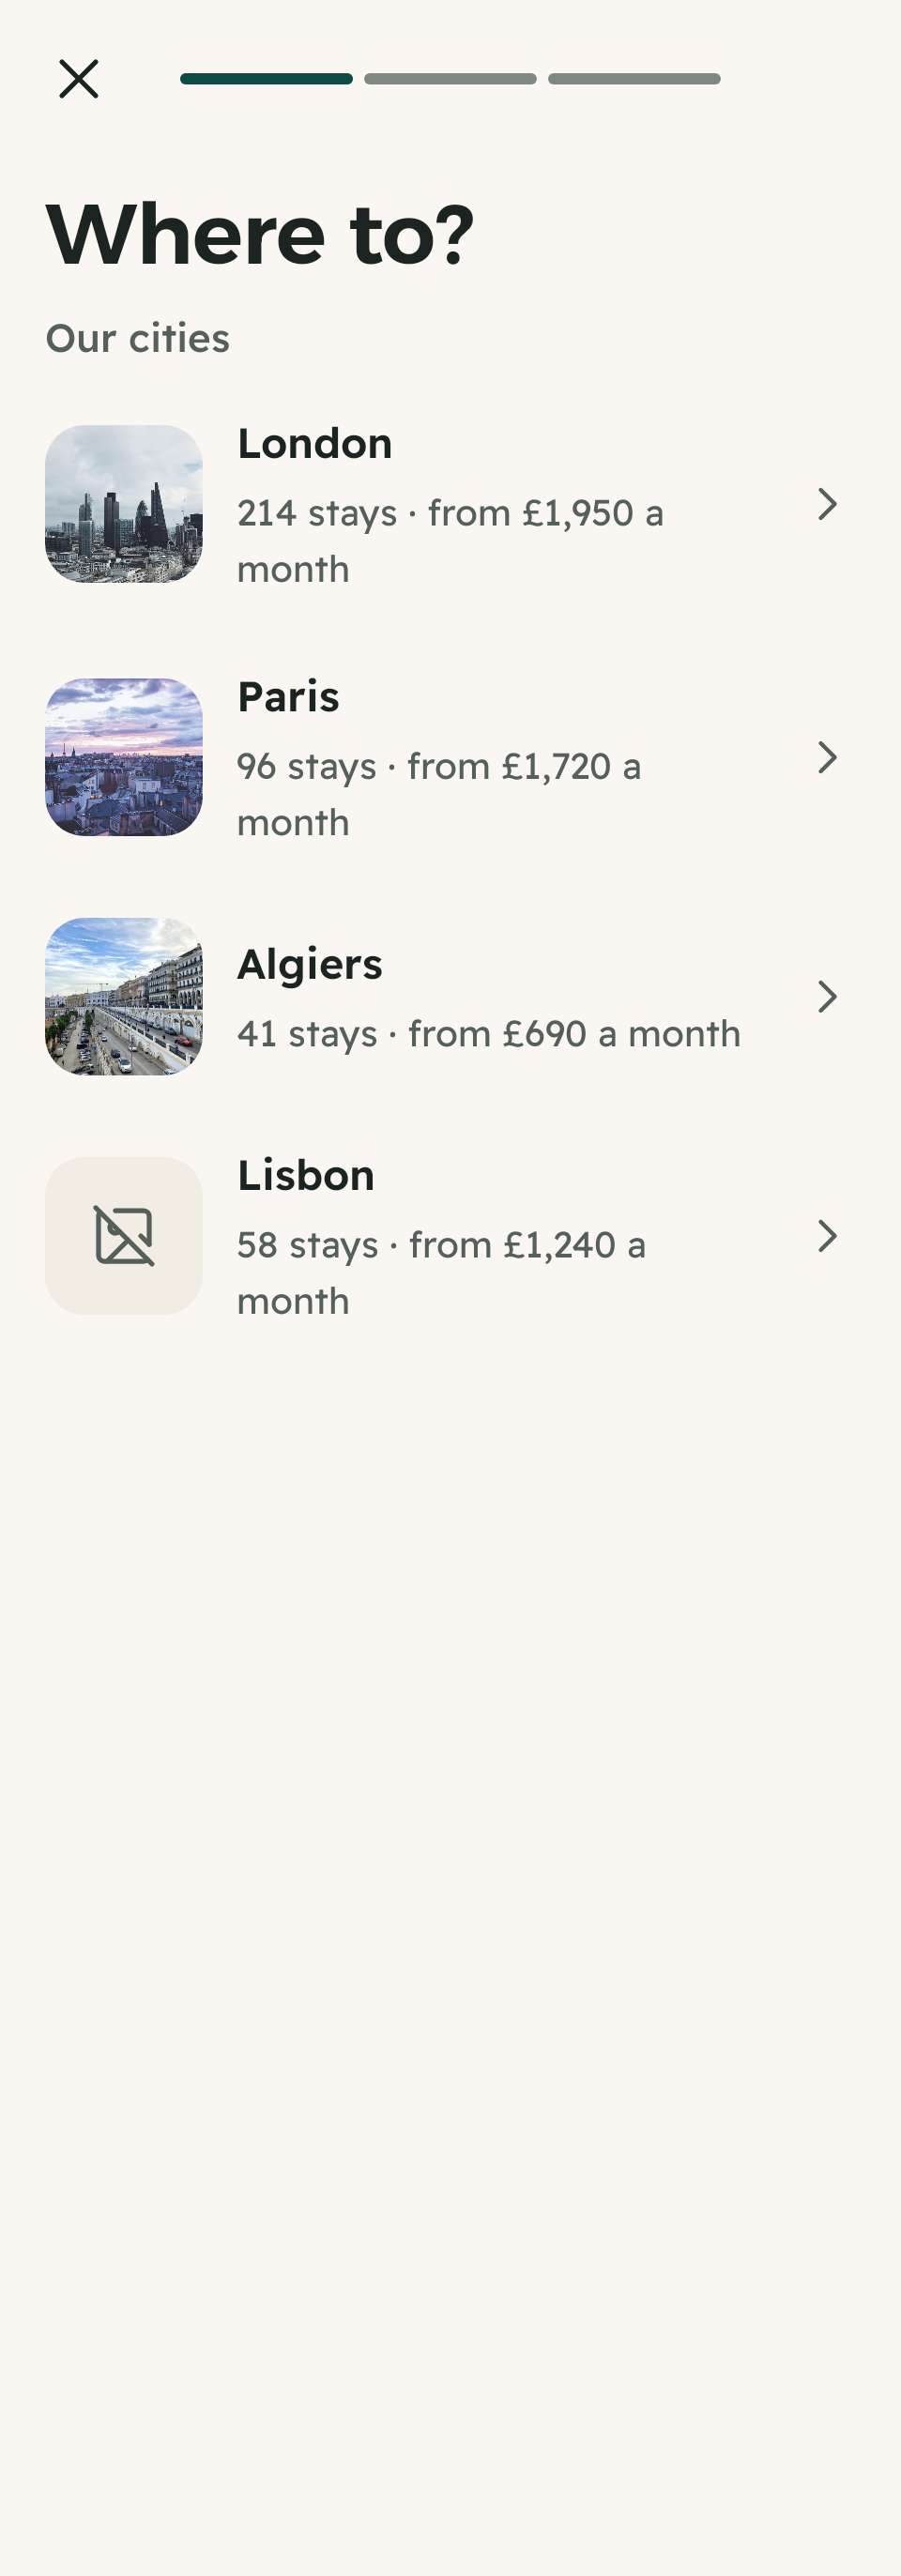 Where to?
Our cities
London
214 stays · from £1,950 a
month
Paris
96 stays · from £1,720 a
month
Algiers
41 stays · from £690 a month
Lisbon
58 stays · from £1,240 a
month